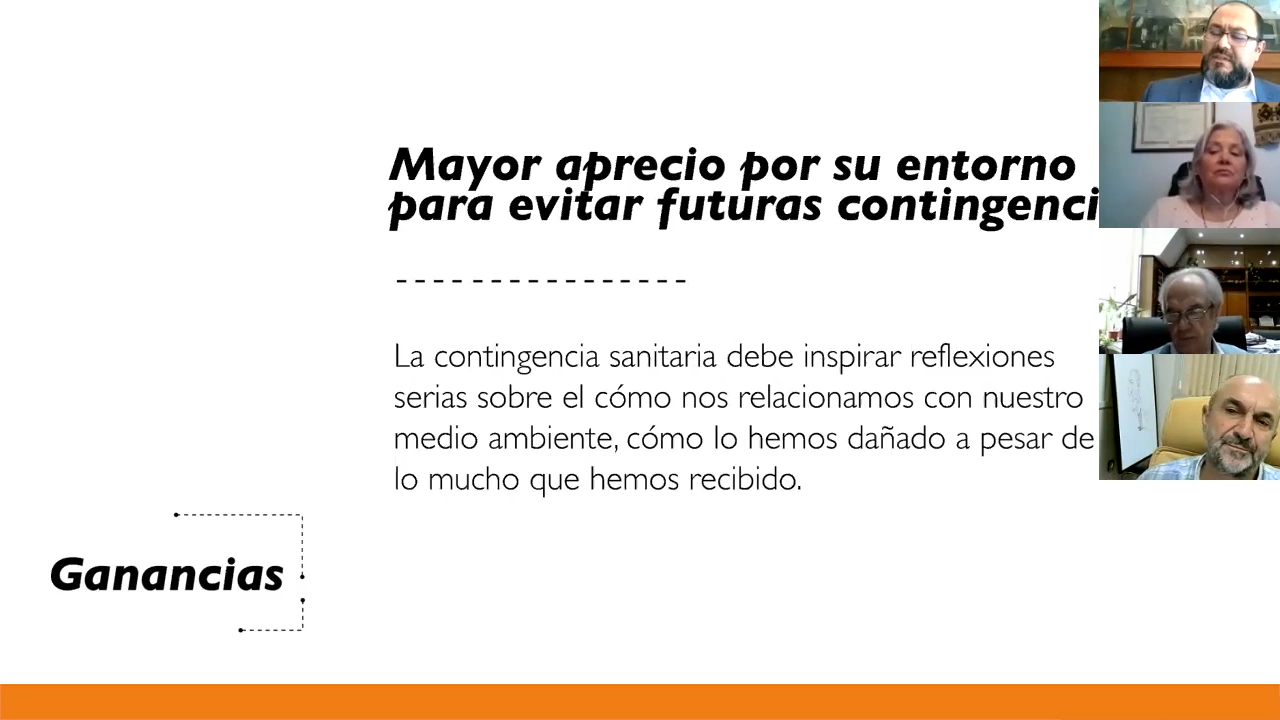 Mayor aprecio por su entorno
para evitar futuras contingenci
La contingencia sanitaria debe inspirar reflexiones
serias sobre el cómo nos relacionamos con nuestro
medio ambiente, cómo lo hemos dañado a pesar de
lo mucho que hemos recibido.
Ganancias